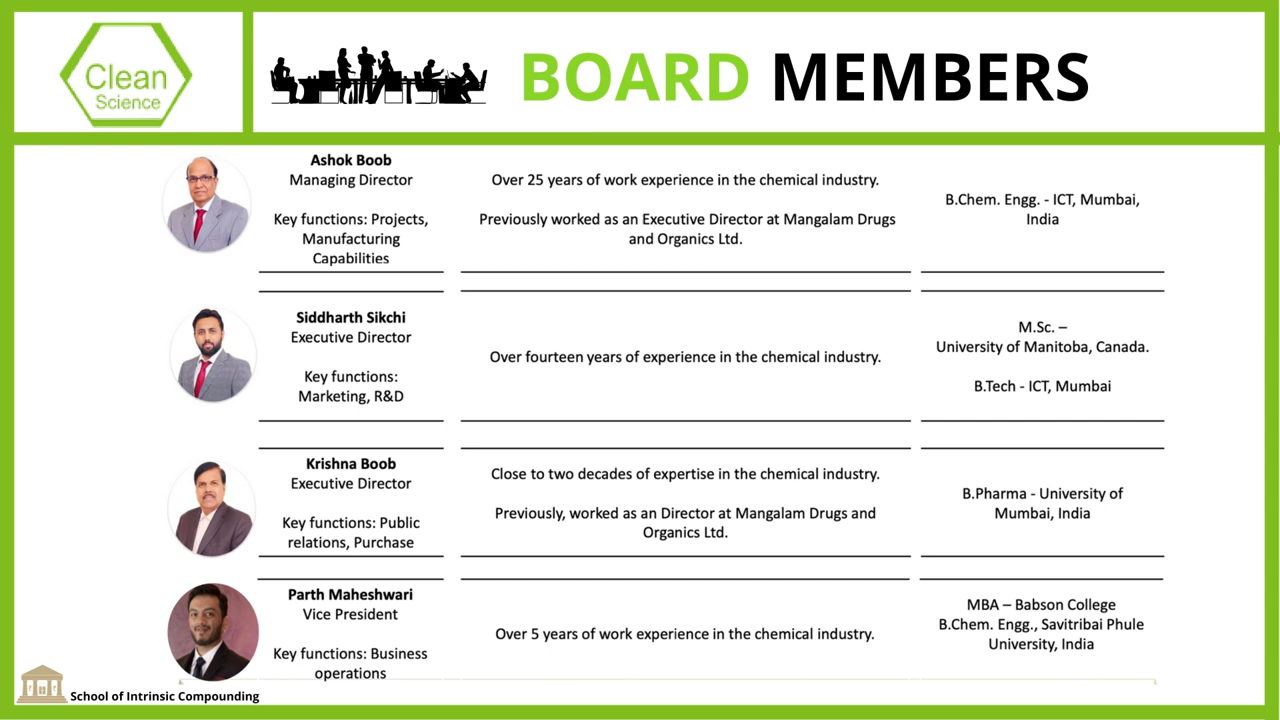 Clean
Science
BOARD MEMBERS
Ashok Boob
Managing Director
Key functions: Projects,
Manufacturing
Capabilities
Over 25 years of work experience in the chemical industry.
Previously worked as an Executive Director at Mangalam Drugs
and Organics Ltd.
B.Chem. Engg. - ICT, Mumbai,
India
Siddharth Sikchi
Executive Director
Key functions:
Marketing, R&D
Over fourteen years of experience in the chemical industry.
M.Sc. –
University of Manitoba, Canada.
B.Tech - ICT, Mumbai
Krishna Boob
Executive Director
Key functions: Public
relations, Purchase
Close to two decades of expertise in the chemical industry.
Previously, worked as an Director at Mangalam Drugs and
Organics Ltd.
B.Pharma - University of
Mumbai, India
Parth Maheshwari
Vice President
Key functions: Business
operations
Over 5 years of work experience in the chemical industry.
MBA – Babson College
B.Chem. Engg., Savitribai Phule
University, India
School of Intrinsic Compounding